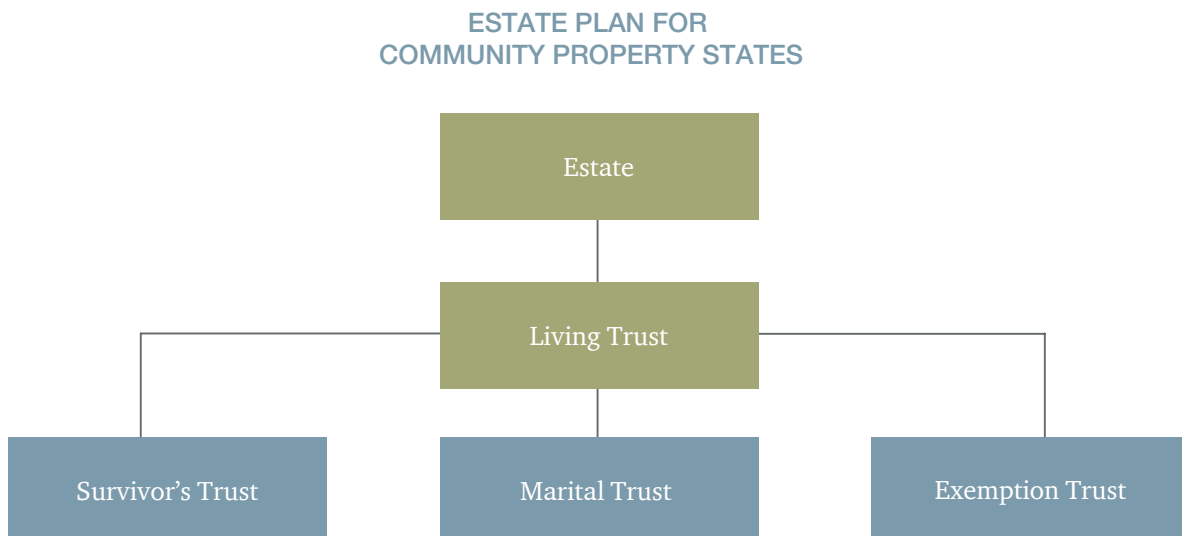 ESTATE PLAN FOR
COMMUNITY PROPERTY STATES
Estate
Living Trust
Survivor’s Trust
Marital Trust
Exemption Trust